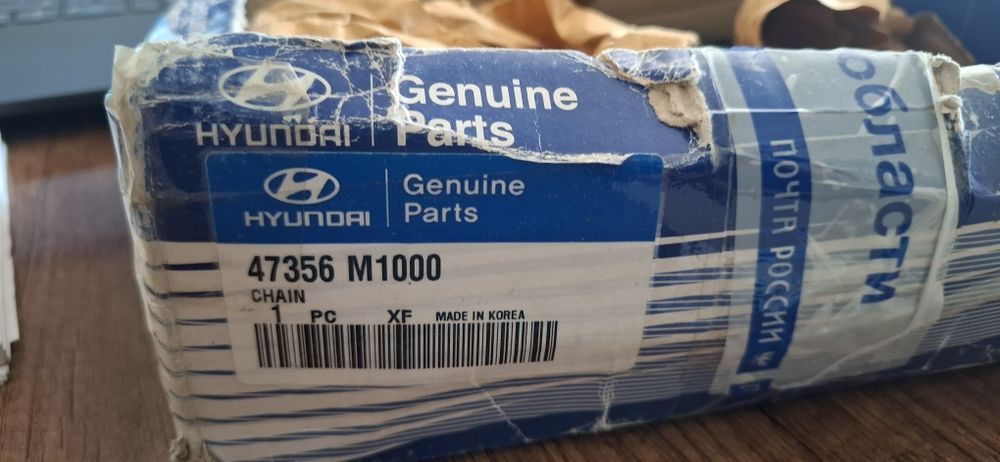 HYUNDAI
Genuine
Parts
HYUNDAI
Genuine
Parts
47356 M1000
CHAIN
1 PC XF MADE IN KOREA
ПОЧТА РОССИИ
области